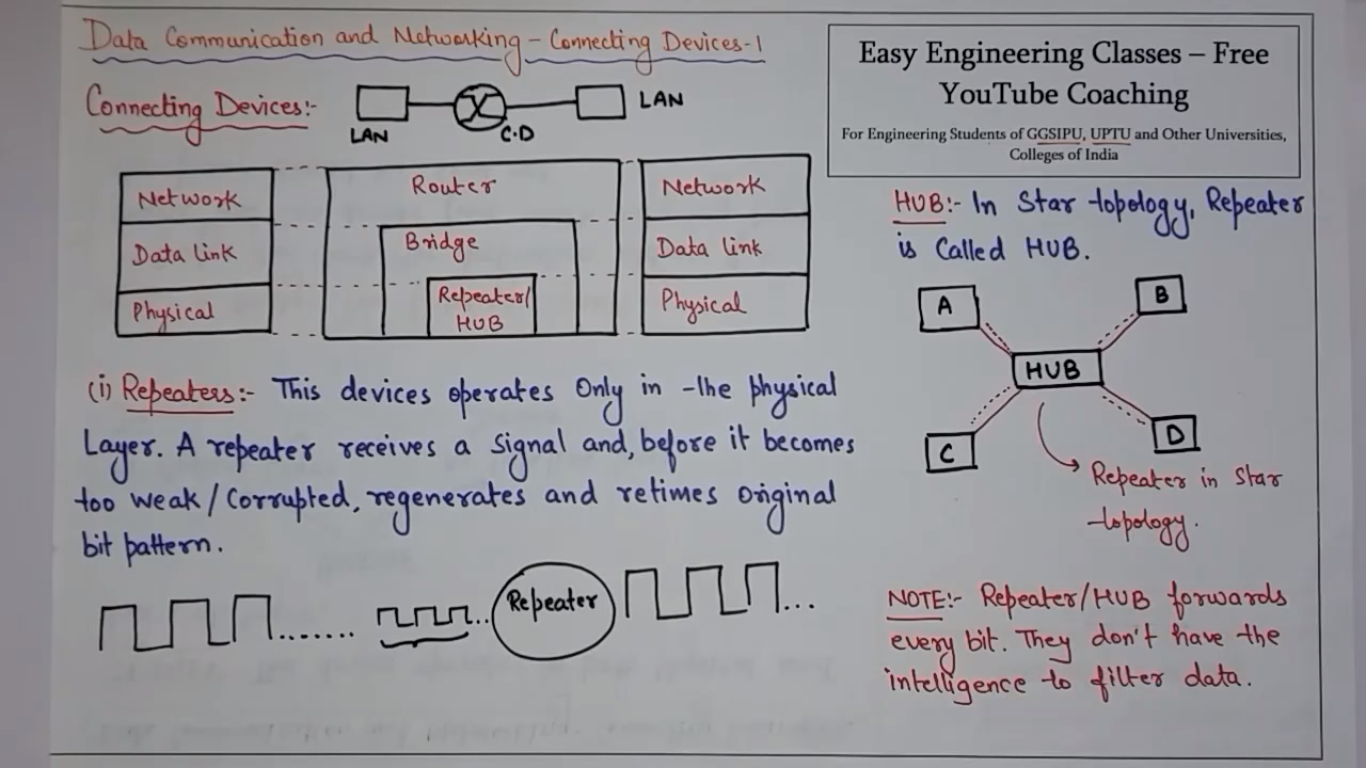 Data Communication and Networking - Connecting Devices-1
Connecting Devices:-
LAN
C.D
LAN
Network
Data link
Physical
Router
Bridge
Repeater/
HUB
Network
Data link
Physical
(i) Repeaters:- This devices operates Only in the physical
Layer. A repeater receives a signal and, before it becomes
too weak / Corrupted, regenerates and retimes original
bit pattern.
Repeater
Easy Engineering Classes – Free
YouTube Coaching
For Engineering Students of GGSIPU, UPTU and Other Universities,
Colleges of India
HUB:- In Star topology, Repeater
is Called HUB.
A
B
HUB
C
D
Repeater in star
topology.
NOTE:- Repeater/HUB forwards
every bit. They don't have the
intelligence to filter data.